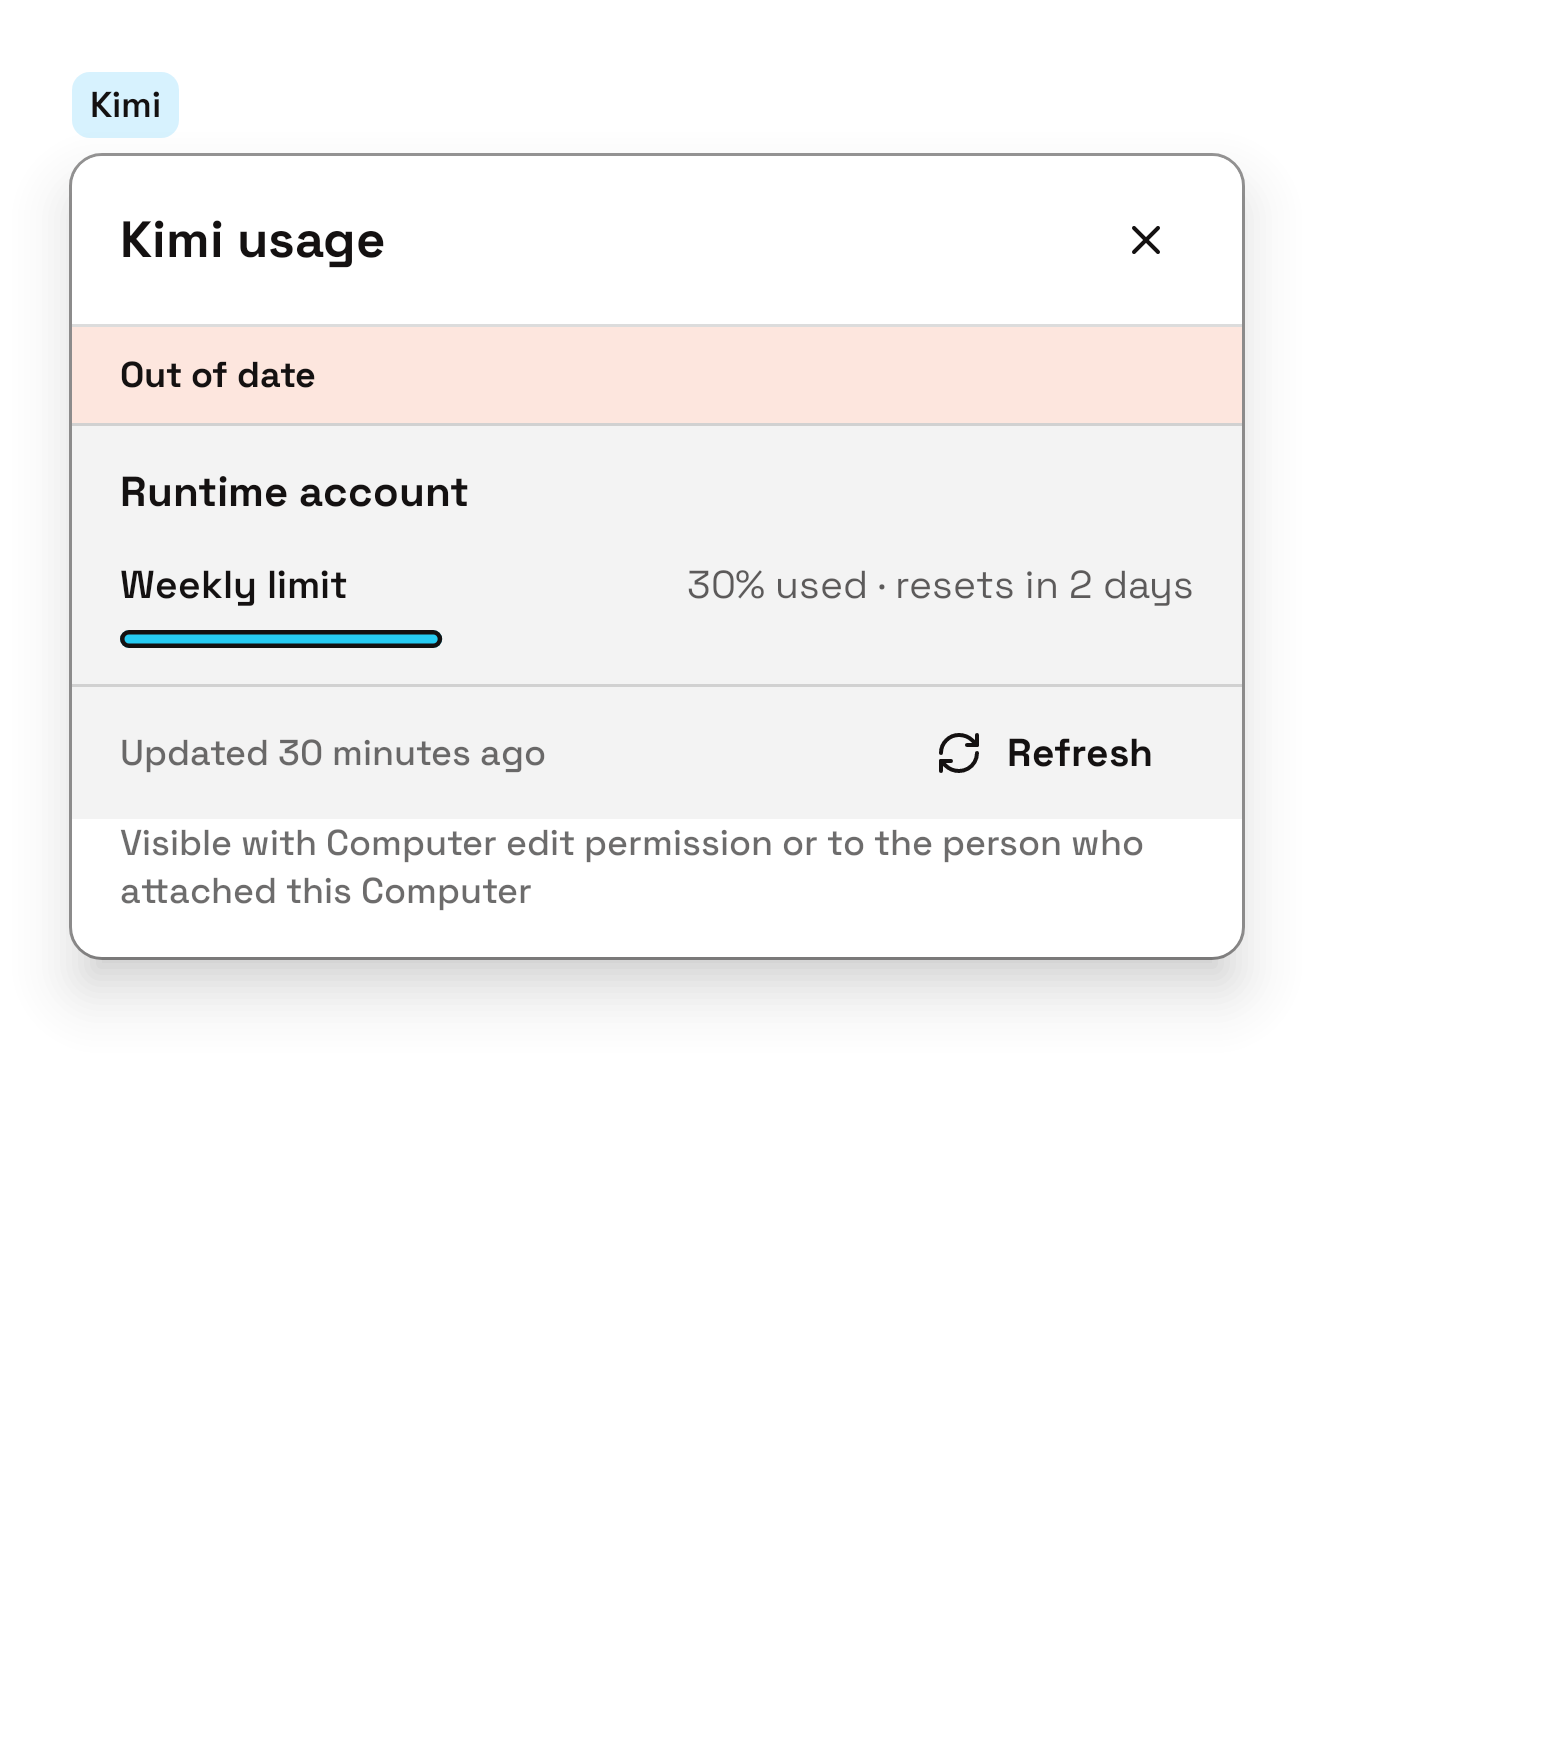 Kimi
Kimi usage
Out of date
Runtime account
Weekly limit
30% used · resets in 2 days
Updated 30 minutes ago
Refresh
Visible with Computer edit permission or to the person who
attached this Computer